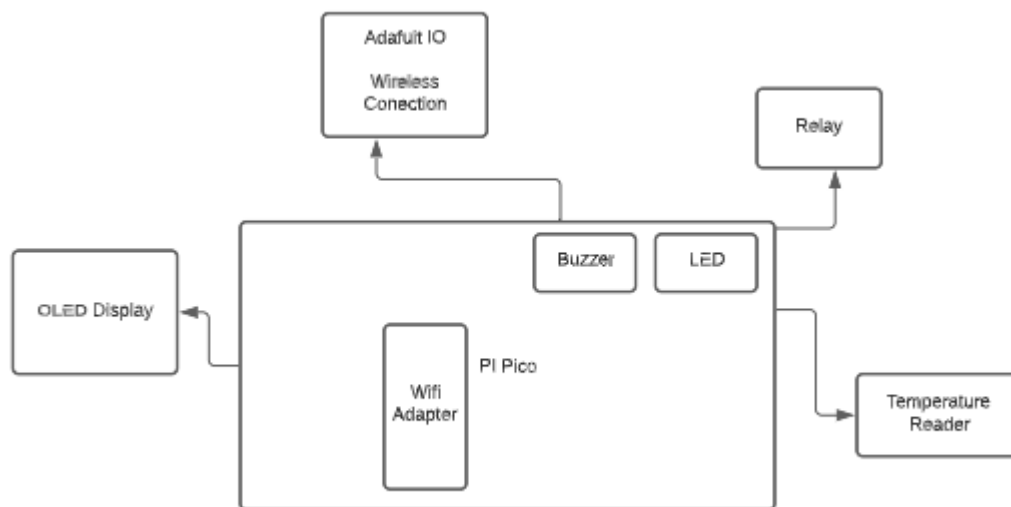 Adafuit IO
Wireless
Conection
Relay
Buzzer
LED
OLED Display
PI Pico
Wifi
Adapter
Temperature
Reader